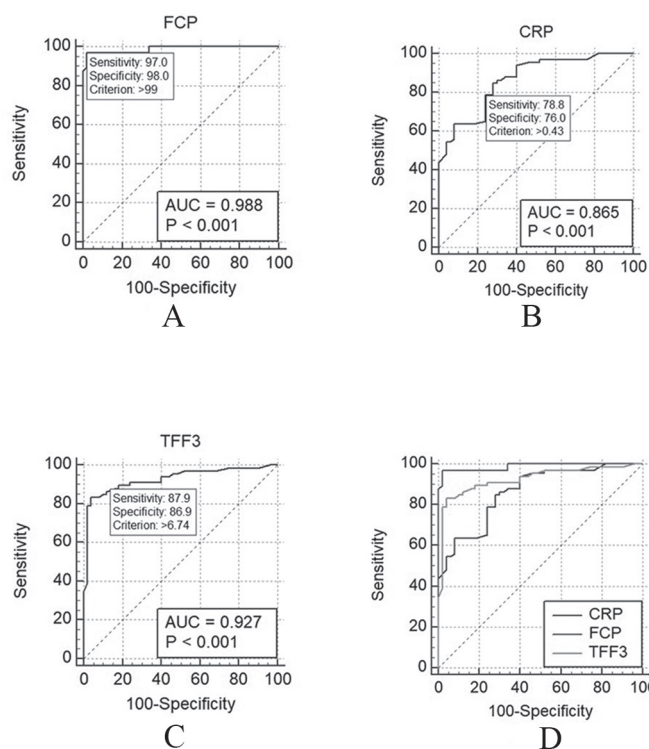 FCP
Sensitivity
100
80
60
40
20
0
Sensitivity: 97.0
Specificity: 98.0
Criterion: >99
AUC = 0.988
P < 0.001
0 20 40 60 80 100
100-Specificity
A
CRP
Sensitivity
100
80
60
40
20
0
Sensitivity: 78.8
Specificity: 76.0
Criterion: >0.43
AUC = 0.865
P < 0.001
0 20 40 60 80 100
100-Specificity
B
TFF3
Sensitivity
100
80
60
40
20
0
Sensitivity: 87.9
Specificity: 86.9
Criterion: >6.74
AUC = 0.927
P < 0.001
0 20 40 60 80 100
100-Specificity
C
Sensitivity
100
80
60
40
20
0
CRP
FCP
TFF3
0 20 40 60 80 100
100-Specificity
D